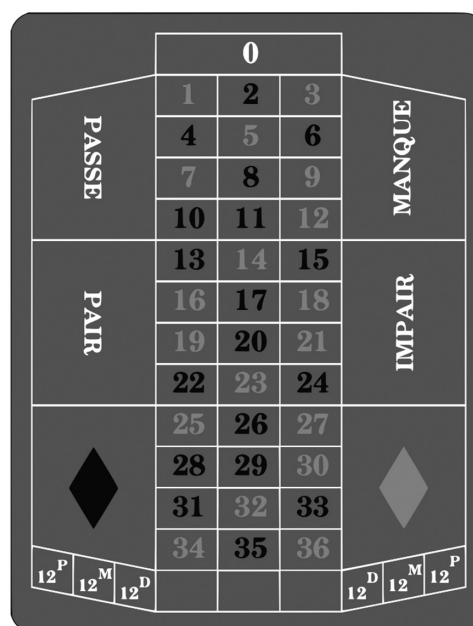 0
1 2 3
4 5 6
7 8 9
10 11 12
PASSE
MANQUE
13 14 15
16 17 18
19 20 21
22 23 24
PAIR
IMPAIR
25 26 27
28 29 30
31 32 33
34 35 36
12P 12M 12D
12D 12M 12P